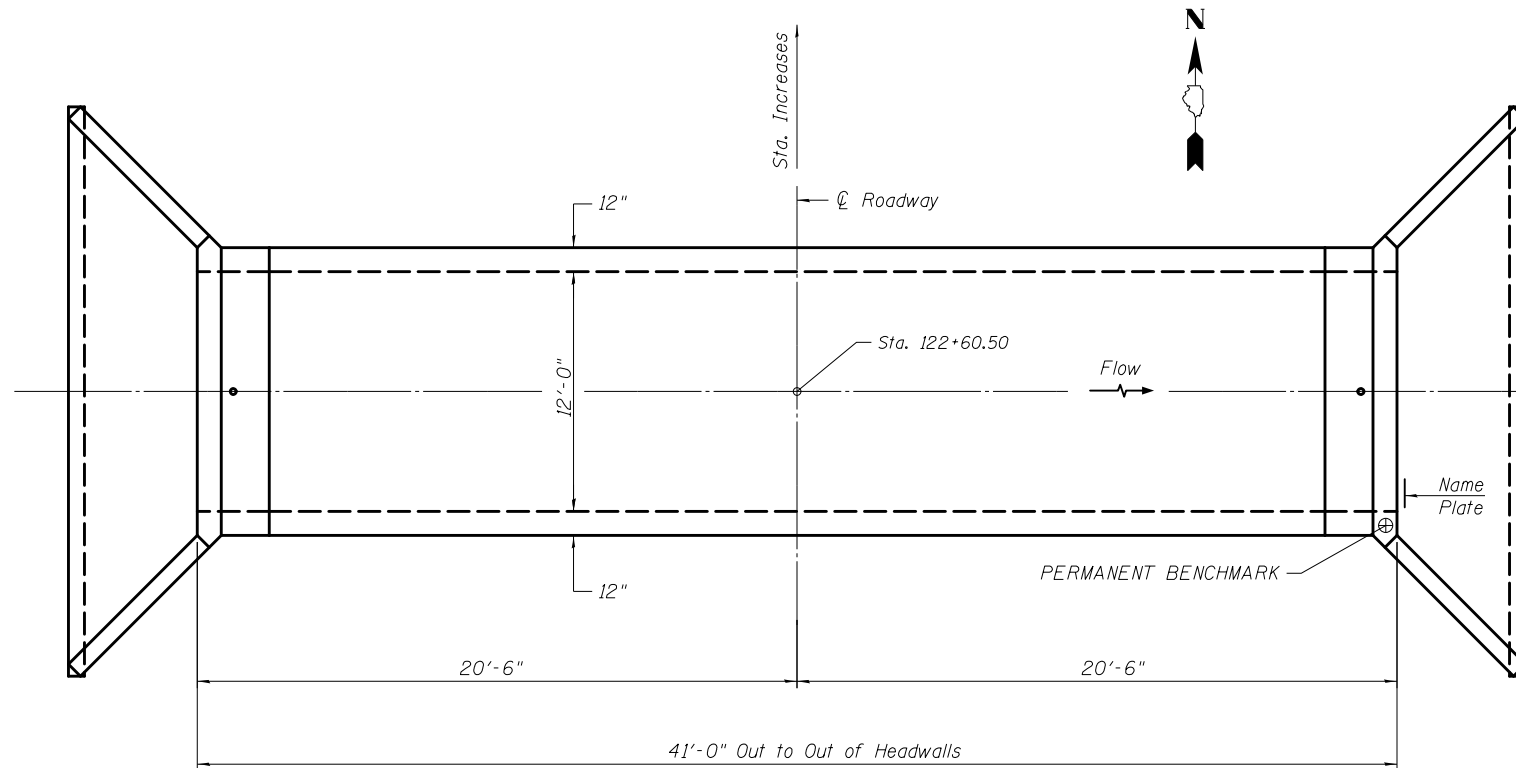 N
Sta. Increases
12"
℄ Roadway
Sta. 122+60.50
Flow
12'-0"
Name
Plate
PERMANENT BENCHMARK
12"
20'-6"
20'-6"
41'-0" Out to Out of Headwalls